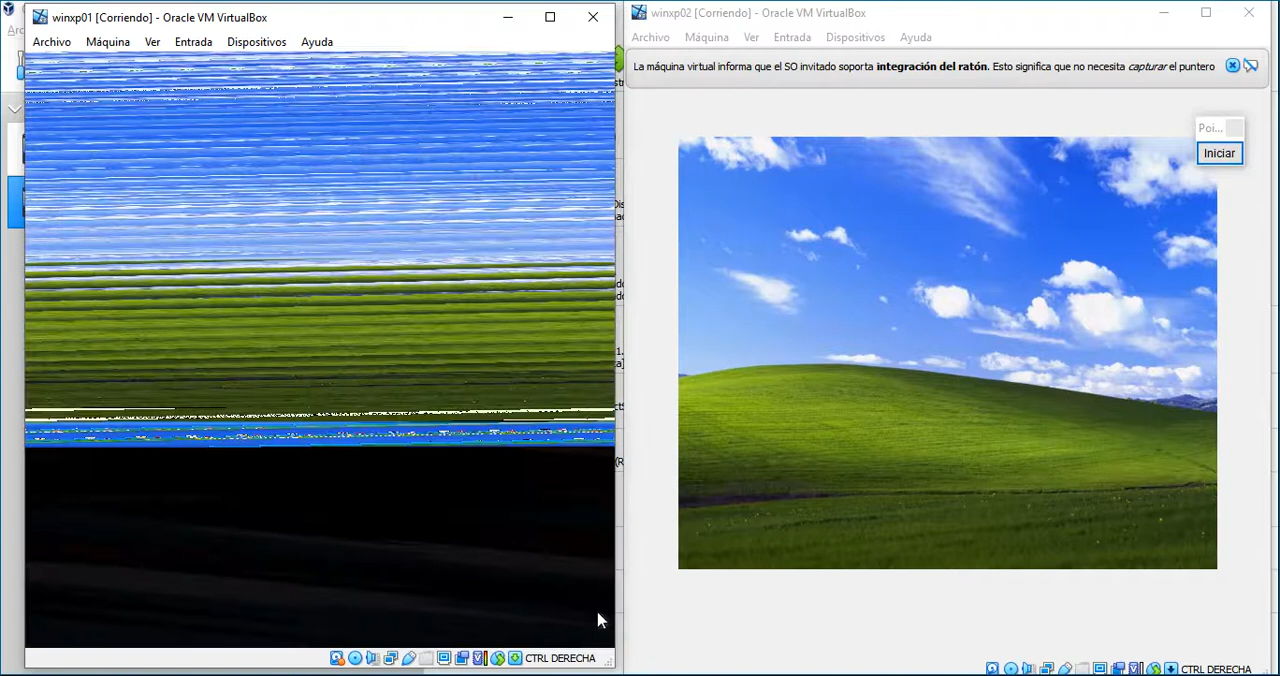 winxp01 [Corriendo] - Oracle VM VirtualBox
Archivo Máquina Ver Entrada Dispositivos Ayuda
CTRL DERECHA
winxp02 [Corriendo] - Oracle VM VirtualBox
Archivo Máquina Ver Entrada Dispositivos Ayuda
La máquina virtual informa que el SO invitado soporta integración del ratón. Esto significa que no necesita capturar el puntero
Poi...
Iniciar
CTRL DERECHA